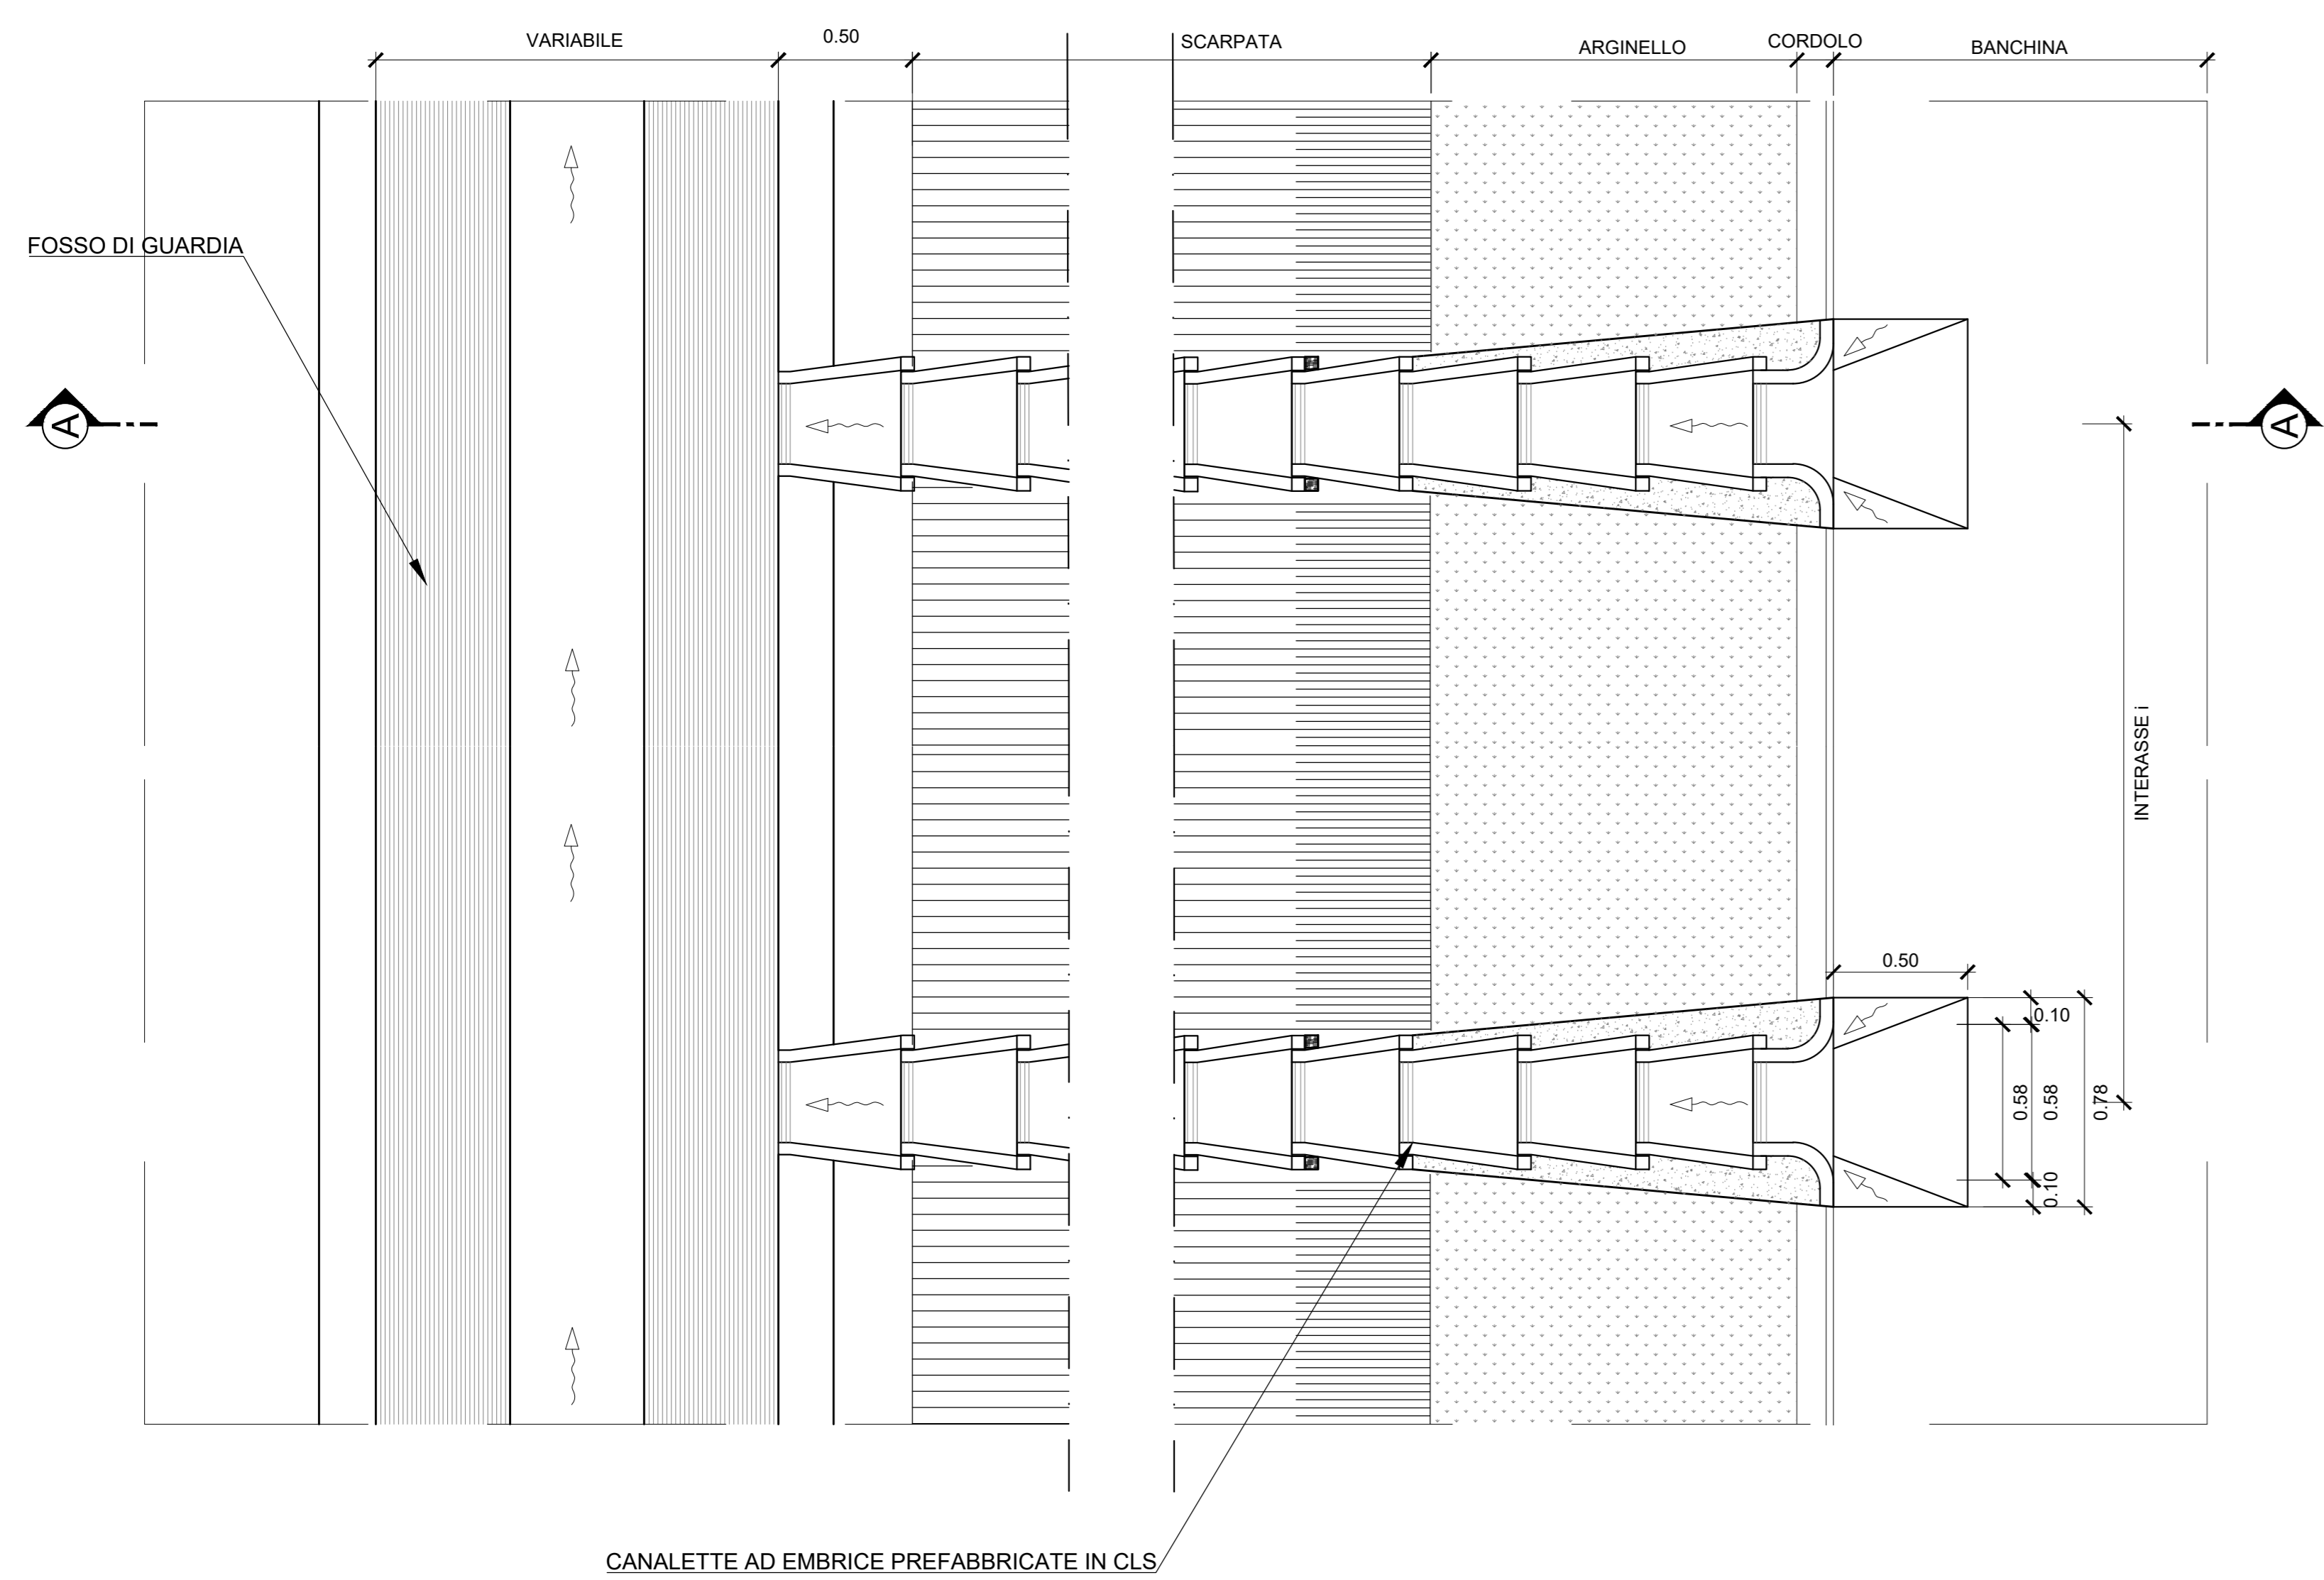 VARIABILE
0.50
SCARPATA
ARGINELLO
CORDOLO
BANCHINA
FOSSO DI GUARDIA
A
A
INTERASSE i
0.50
0.10
0.58
0.58
0.78
0.10
CANALETTE AD EMBRICE PREFABBRICATE IN CLS